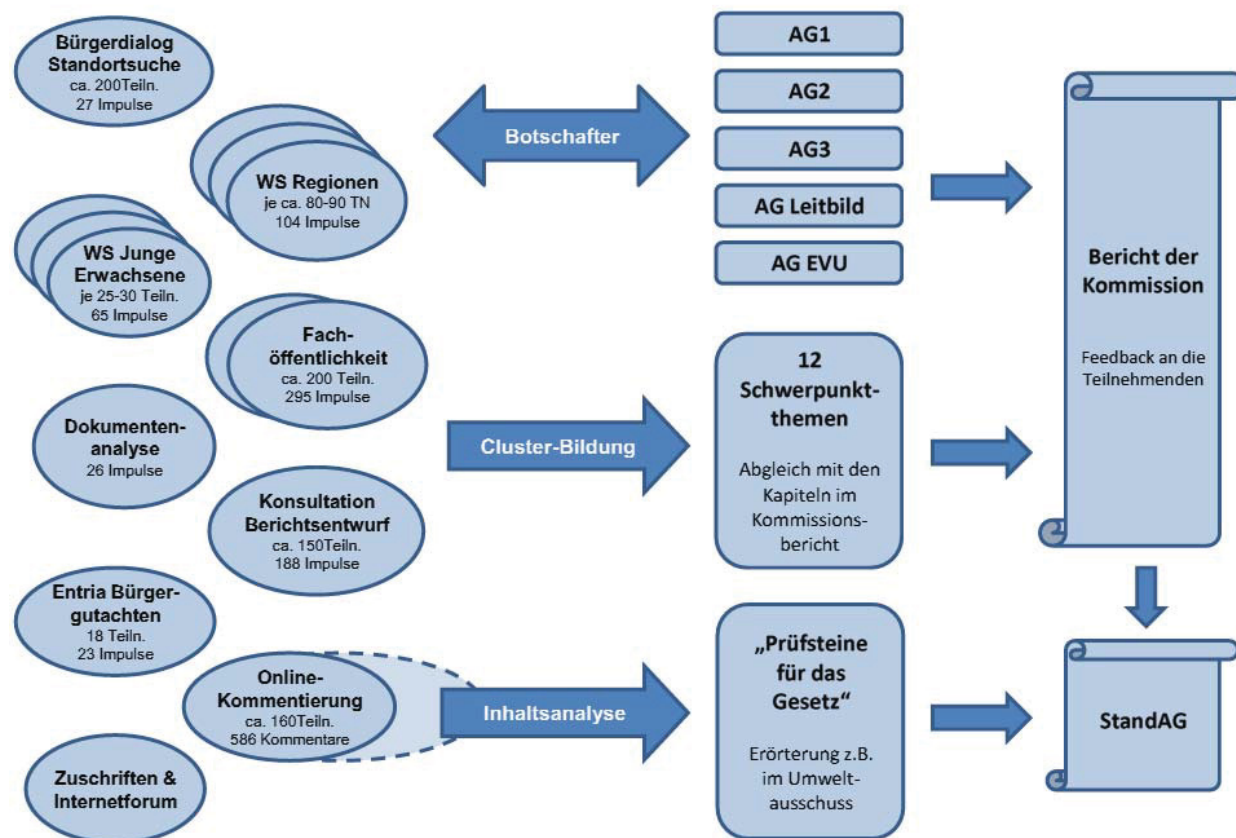 Bürgerdialog
Standortsuche
ca. 200Teiln.
27 Impulse
WS Regionen
je ca. 80-90 TN
104 Impulse
WS Junge
Erwachsene
je 25-30 Teiln.
65 Impulse
Fach-
öffentlichkeit
ca. 200 Teiln.
295 Impulse
Dokumenten-
analyse
26 Impulse
Konsultation
Berichtsentwurf
ca. 150Teiln.
188 Impulse
Entria Bürger-
gutachten
18 Teiln.
23 Impulse
Online-
Kommentierung
ca. 160Teiln.
586 Kommentare
Zuschriften &
Internetforum
Botschafter
Cluster-Bildung
Inhaltsanalyse
AG1
AG2
AG3
AG Leitbild
AG EVU
12
Schwerpunkt-
themen
Abgleich mit den
Kapiteln im
Kommissions-
bericht
„Prüfsteine
für das
Gesetz“
Erörterung z.B.
im Umwelt-
ausschuss
Bericht der
Kommission
Feedback an die
Teilnehmenden
StandAG